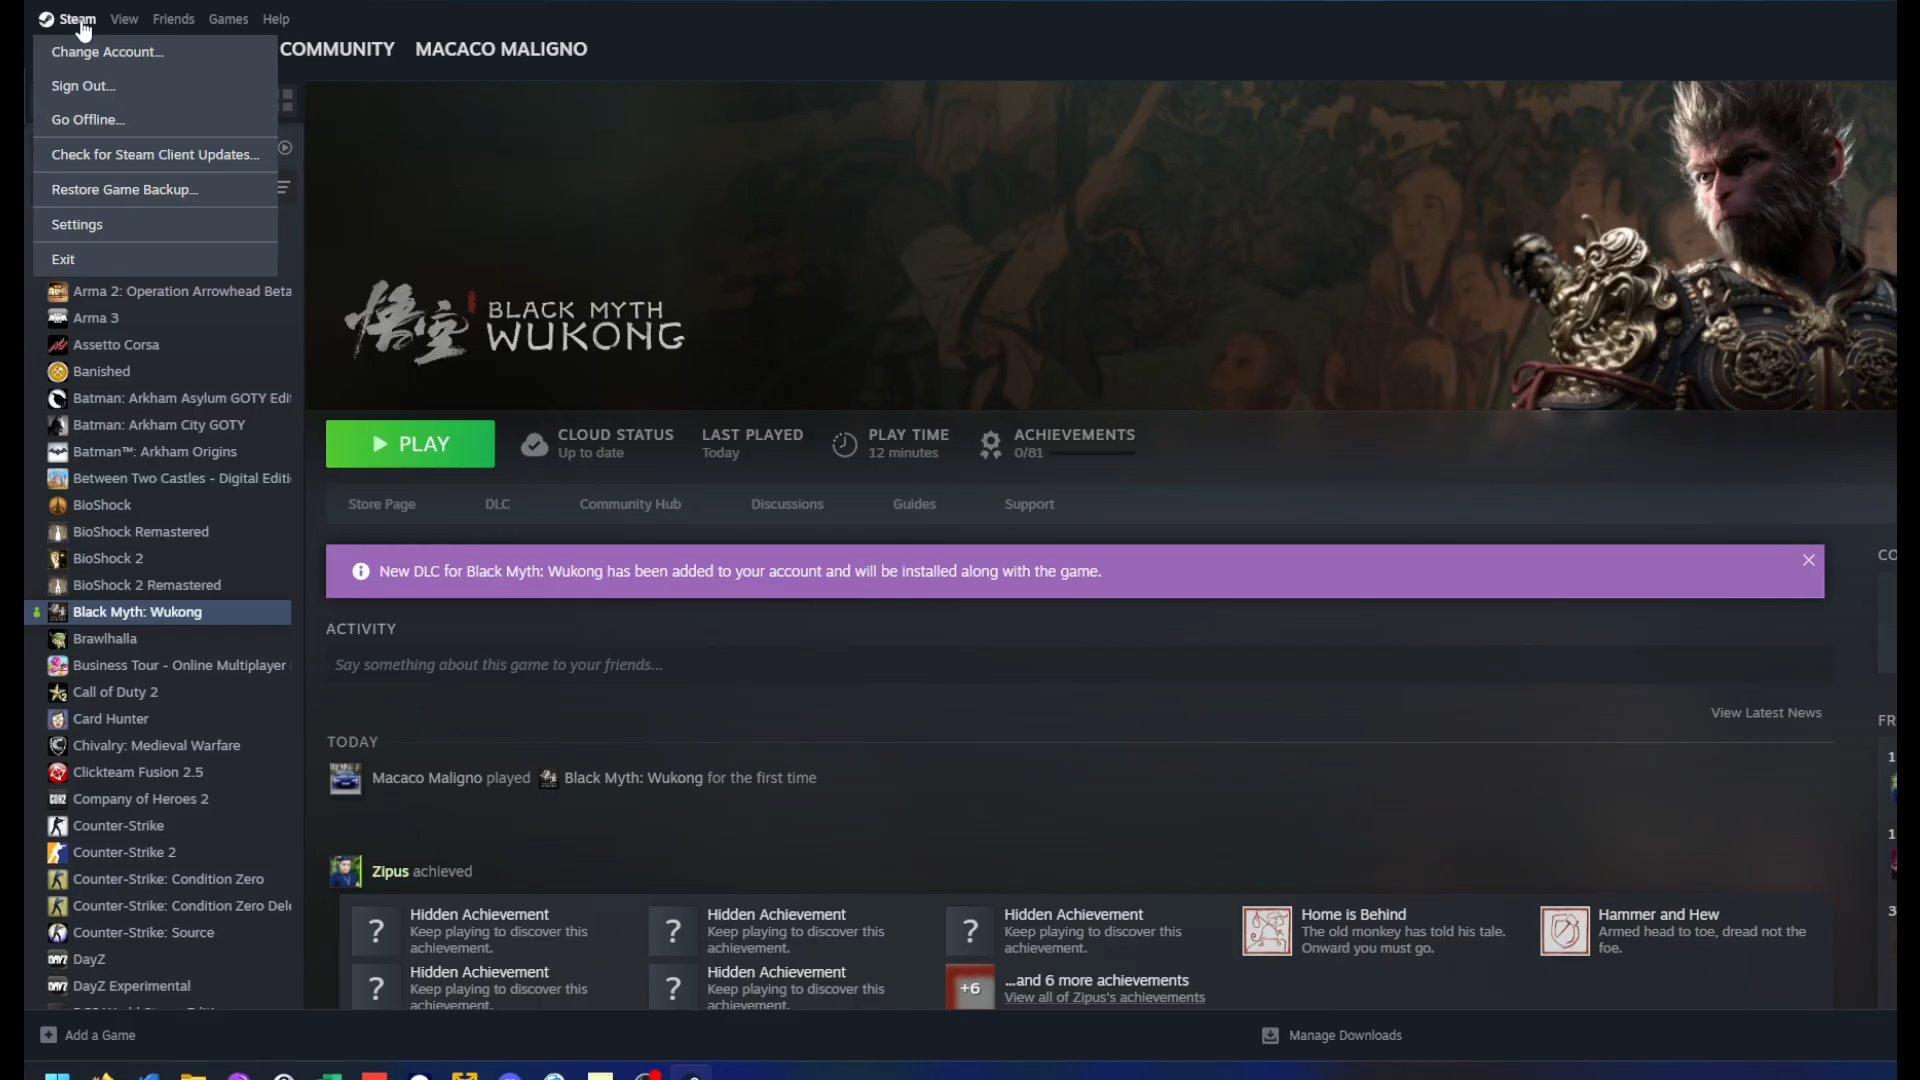 Steam View Friends Games Help
Change Account...
Sign Out...
Go Offline...
Check for Steam Client Updates...
Restore Game Backup...
Settings
Exit
COMMUNITY MACACO MALIGNO
Arma 2: Operation Arrowhead Beta
Arma 3
Assetto Corsa
Banished
Batman: Arkham Asylum GOTY Edit
Batman: Arkham City GOTY
Batman™: Arkham Origins
Between Two Castles - Digital Editi
BioShock
BioShock Remastered
BioShock 2
BioShock 2 Remastered
Black Myth: Wukong
Brawlhalla
Business Tour - Online Multiplayer
Call of Duty 2
Card Hunter
Chivalry: Medieval Warfare
Clickteam Fusion 2.5
Company of Heroes 2
Counter-Strike
Counter-Strike 2
Counter-Strike: Condition Zero
Counter-Strike: Condition Zero Dele
Counter-Strike: Source
DayZ
DayZ Experimental
悟空 BLACK MYTH
WUKONG
PLAY
CLOUD STATUS
Up to date
LAST PLAYED
Today
PLAY TIME
12 minutes
ACHIEVEMENTS
0/81
Store Page DLC Community Hub Discussions Guides Support
New DLC for Black Myth: Wukong has been added to your account and will be installed along with the game.
ACTIVITY
Say something about this game to your friends...
View Latest News
TODAY
Macaco Maligno played Black Myth: Wukong for the first time
Zipus achieved
? Hidden Achievement
Keep playing to discover this
achievement.
? Hidden Achievement
Keep playing to discover this
achievement.
? Hidden Achievement
Keep playing to discover this
achievement.
Home is Behind
The old monkey has told his tale.
Onward you must go.
Hammer and Hew
Armed head to toe, dread not the
foe.
? Hidden Achievement
Keep playing to discover this
achievement.
? Hidden Achievement
Keep playing to discover this
achievement.
+6 ...and 6 more achievements
View all of Zipus's achievements
CO
FR
1
1
3
Add a Game
Manage Downloads